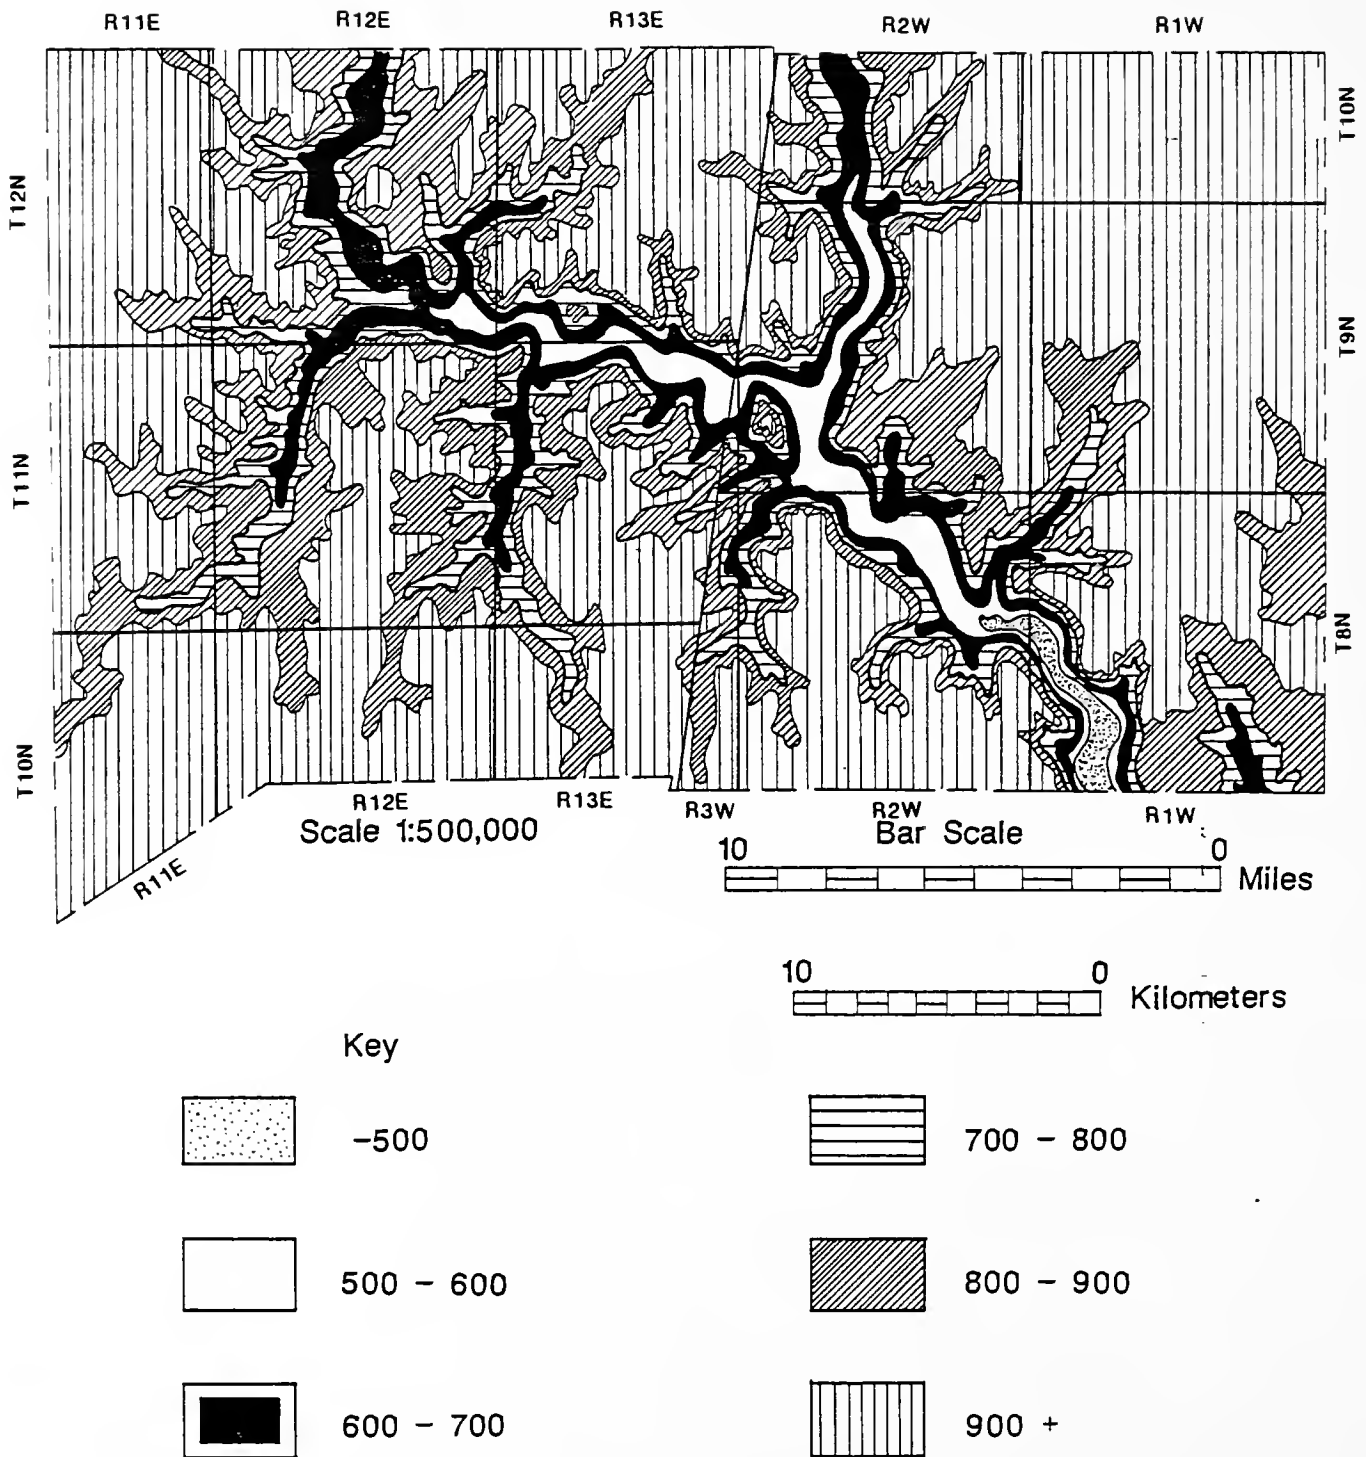 R11E R12E R13E R2W R1W
T10N
T12N
T9N
T11N
T8N
T10N
R12E R13E R3W R2W R1W
R11E
Scale 1:500,000
Bar Scale
10 0
Miles
10 0
Kilometers
Key
-500
700 - 800
500 - 600
800 - 900
600 - 700
900 +